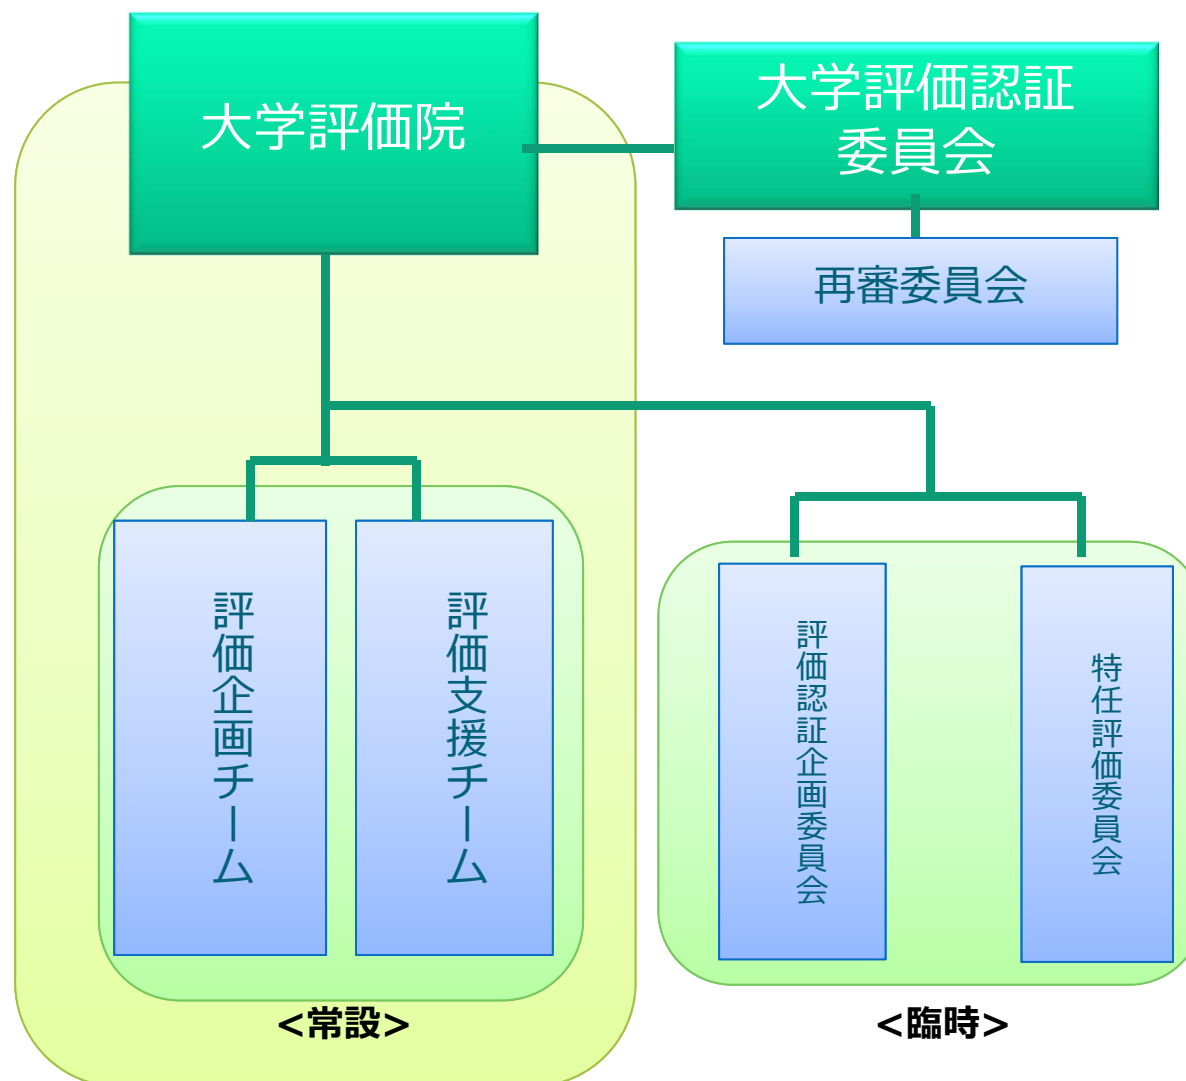 大学評価院
大学評価認証
委員会
再審委員会
評価企画チーム
評価支援チーム
評価認証企画委員会
特任評価委員会
<常設>
<臨時>